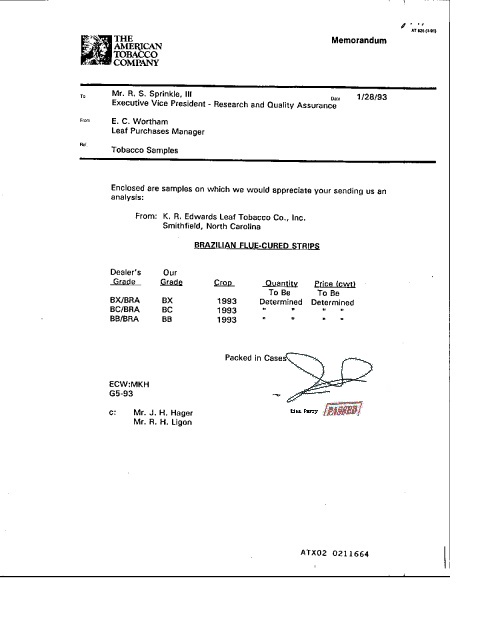 AT 825 (1-91)
THE
AMERICAN
TOBACCO
COMPANY
Memorandum
To Mr. R. S. Sprinkle, III
Executive Vice President - Research and Quality Assurance
Date 1/28/93
From E. C. Wortham
Leaf Purchases Manager
Re: Tobacco Samples
Enclosed are samples on which we would appreciate your sending us an
analysis:
From: K. R. Edwards Leaf Tobacco Co., Inc.
Smithfield, North Carolina
BRAZILIAN FLUE-CURED STRIPS
Dealer's Our
Grade Grade Crop Quantity Price (cwt)
To Be To Be
BX/BRA BX 1993 Determined Determined
BC/BRA BC 1993 " " " "
BB/BRA BB 1993 " " " "
Packed in Cases
ECW:MKH
G5-93
Lisa Parry PASSED
c: Mr. J. H. Hager
Mr. R. H. Ligon
ATX02 0211664